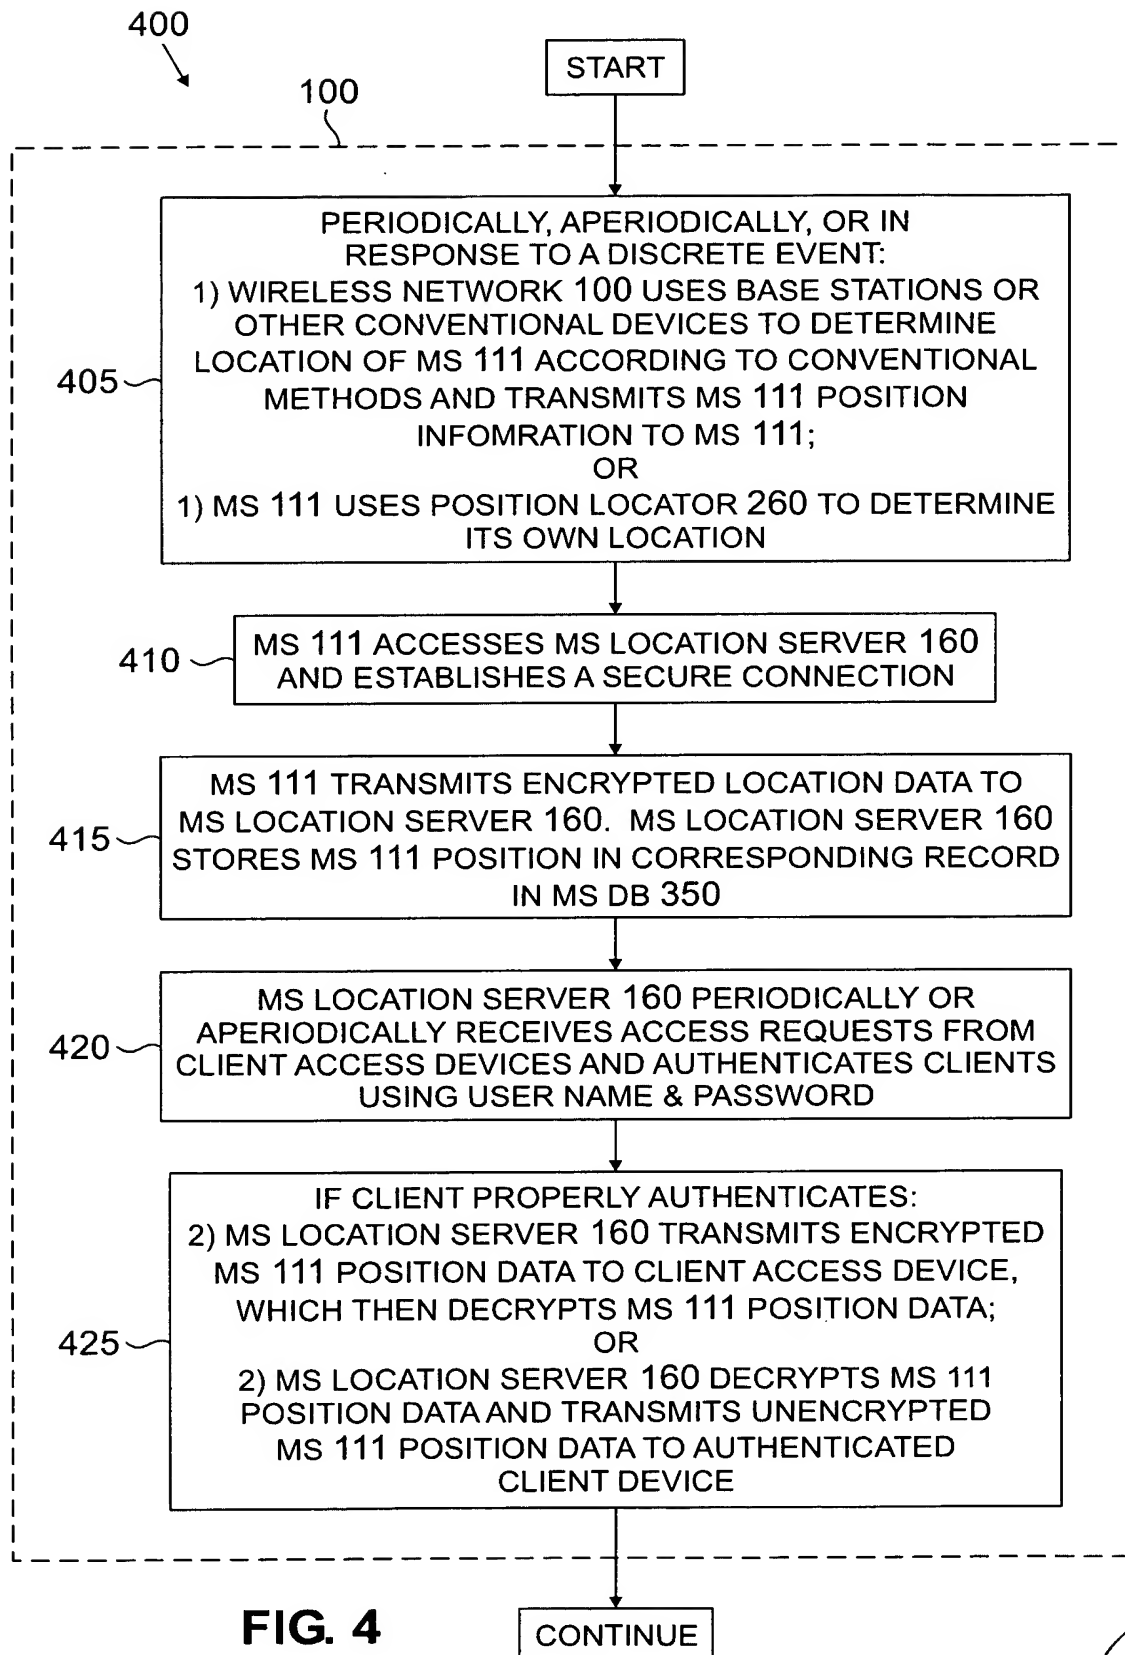 400
100
START
PERIODICALLY, APERIODICALLY, OR IN
RESPONSE TO A DISCRETE EVENT:
1) WIRELESS NETWORK 100 USES BASE STATIONS OR
OTHER CONVENTIONAL DEVICES TO DETERMINE
LOCATION OF MS 111 ACCORDING TO CONVENTIONAL
METHODS AND TRANSMITS MS 111 POSITION
INFOMRATION TO MS 111;
OR
1) MS 111 USES POSITION LOCATOR 260 TO DETERMINE
ITS OWN LOCATION
405
410
MS 111 ACCESSES MS LOCATION SERVER 160
AND ESTABLISHES A SECURE CONNECTION
415
MS 111 TRANSMITS ENCRYPTED LOCATION DATA TO
MS LOCATION SERVER 160. MS LOCATION SERVER 160
STORES MS 111 POSITION IN CORRESPONDING RECORD
IN MS DB 350
420
MS LOCATION SERVER 160 PERIODICALLY OR
APERIODICALLY RECEIVES ACCESS REQUESTS FROM
CLIENT ACCESS DEVICES AND AUTHENTICATES CLIENTS
USING USER NAME & PASSWORD
425
IF CLIENT PROPERLY AUTHENTICATES:
2) MS LOCATION SERVER 160 TRANSMITS ENCRYPTED
MS 111 POSITION DATA TO CLIENT ACCESS DEVICE,
WHICH THEN DECRYPTS MS 111 POSITION DATA;
OR
2) MS LOCATION SERVER 160 DECRYPTS MS 111
POSITION DATA AND TRANSMITS UNENCRYPTED
MS 111 POSITION DATA TO AUTHENTICATED
CLIENT DEVICE
FIG. 4
CONTINUE